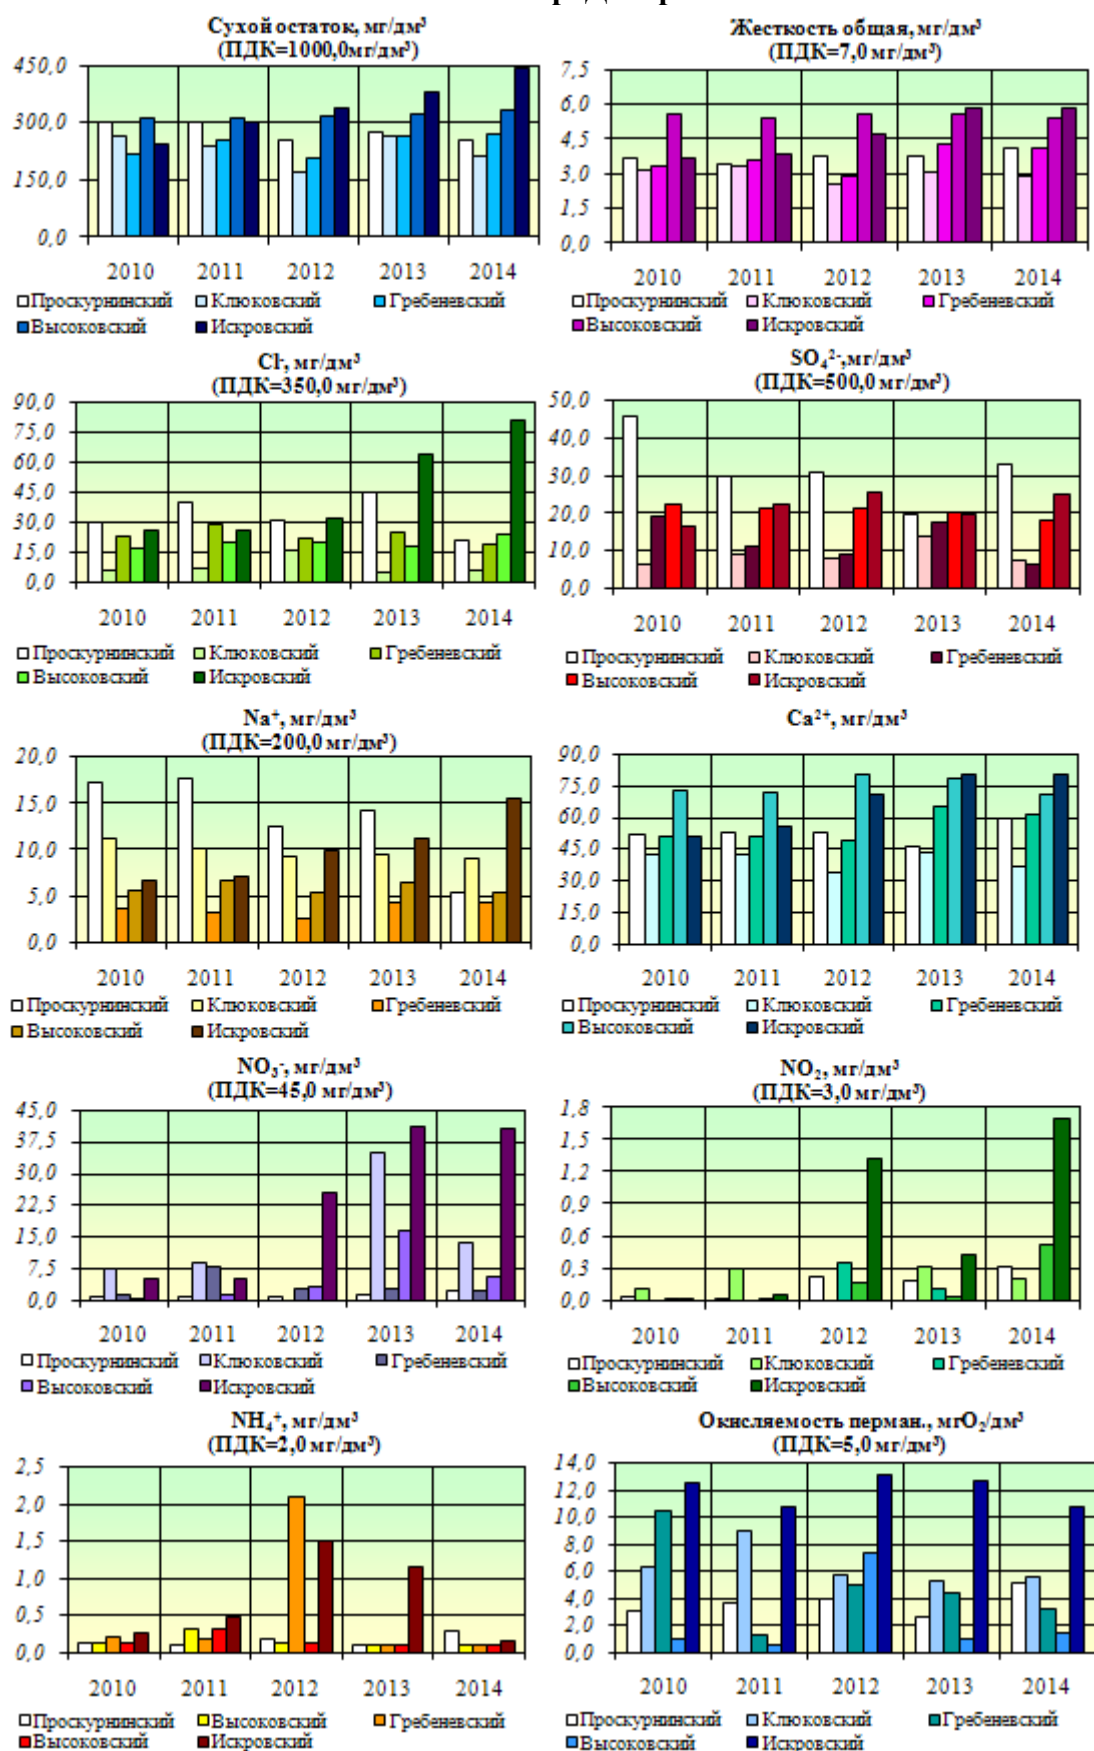 Сухой остаток, мг/дм³
(ПДК=1000,0мг/дм³)
450,0
300,0
150,0
0,0
2010 2011 2012 2013 2014
Проскурнинский Клюковский Гребеневский
Высоковский Искровский
Жесткость общая, мг/дм³
(ПДК=7,0 мг/дм³)
7,5
6,0
4,5
3,0
1,5
0,0
2010 2011 2012 2013 2014
Проскурнинский Клюковский Гребеневский
Высоковский Искровский
Cl⁻, мг/дм³
(ПДК=350,0 мг/дм³)
90,0
75,0
60,0
45,0
30,0
15,0
0,0
2010 2011 2012 2013 2014
Проскурнинский Клюковский Гребеневский
Высоковский Искровский
SO₄²⁻,мг/дм³
(ПДК=500,0 мг/дм³)
50,0
40,0
30,0
20,0
10,0
0,0
2010 2011 2012 2013 2014
Проскурнинский Клюковский Гребеневский
Высоковский Искровский
Na⁺, мг/дм³
(ПДК=200,0 мг/дм³)
20,0
15,0
10,0
5,0
0,0
2010 2011 2012 2013 2014
Проскурнинский Клюковский Гребеневский
Высоковский Искровский
Ca²⁺, мг/дм³
90,0
75,0
60,0
45,0
30,0
15,0
0,0
2010 2011 2012 2013 2014
Проскурнинский Клюковский Гребеневский
Высоковский Искровский
NO₃⁻, мг/дм³
(ПДК=45,0 мг/дм³)
45,0
37,5
30,0
22,5
15,0
7,5
0,0
2010 2011 2012 2013 2014
Проскурнинский Клюковский Гребеневский
Высоковский Искровский
NO₂, мг/дм³
(ПДК=3,0 мг/дм³)
1,8
1,5
1,2
0,9
0,6
0,3
0,0
2010 2011 2012 2013 2014
Проскурнинский Клюковский Гребеневский
Высоковский Искровский
NH₄⁺, мг/дм³
(ПДК=2,0 мг/дм³)
2,5
2,0
1,5
1,0
0,5
0,0
2010 2011 2012 2013 2014
Проскурнинский Высоковский Гребеневский
Высоковский Искровский
Окисляемость перман., мгО₂/дм³
(ПДК=5,0 мг/дм³)
14,0
12,0
10,0
8,0
6,0
4,0
2,0
0,0
2010 2011 2012 2013 2014
Проскурнинский Клюковский Гребеневский
Высоковский Искровский